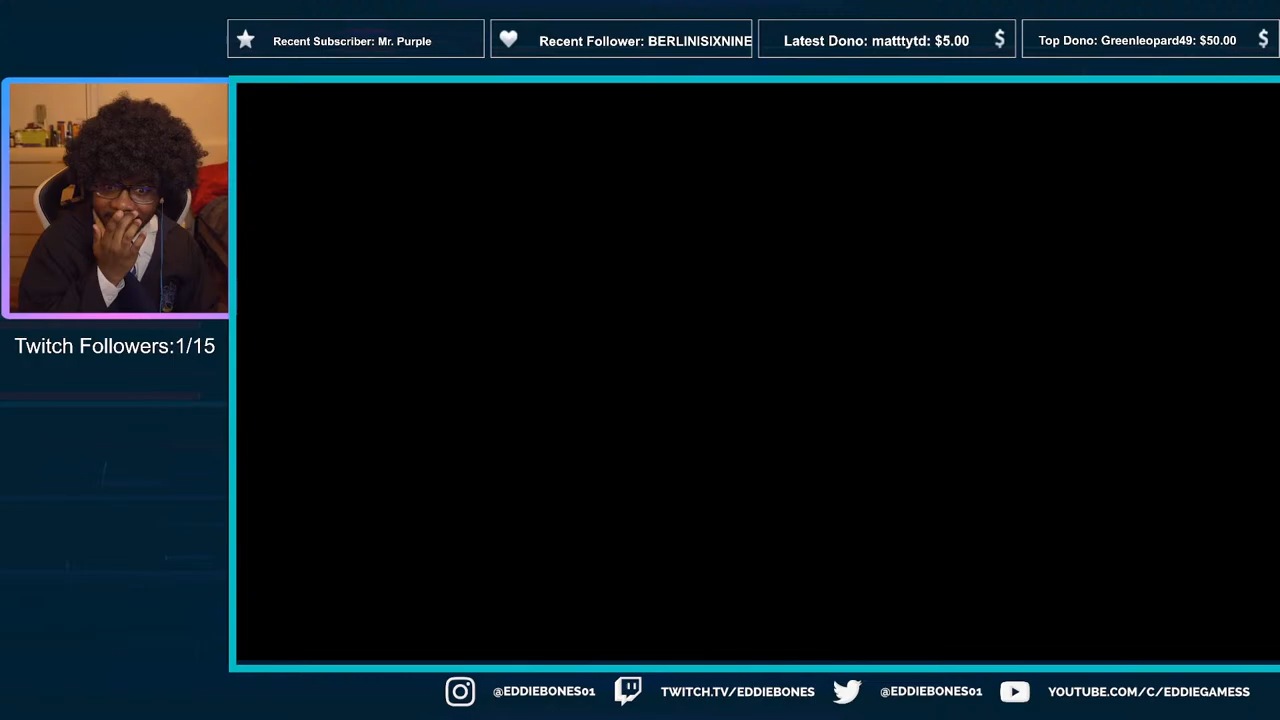 Recent Subscriber: Mr. Purple
Recent Follower: BERLINISIXNINE
Latest Dono: matttytd: $5.00
Top Dono: Greenleopard49: $50.00
Twitch Followers:1/15
@EDDIEBONES01
TWITCH.TV/EDDIEBONES
@EDDIEBONES01
YOUTUBE.COM/C/EDDIEGAMESS